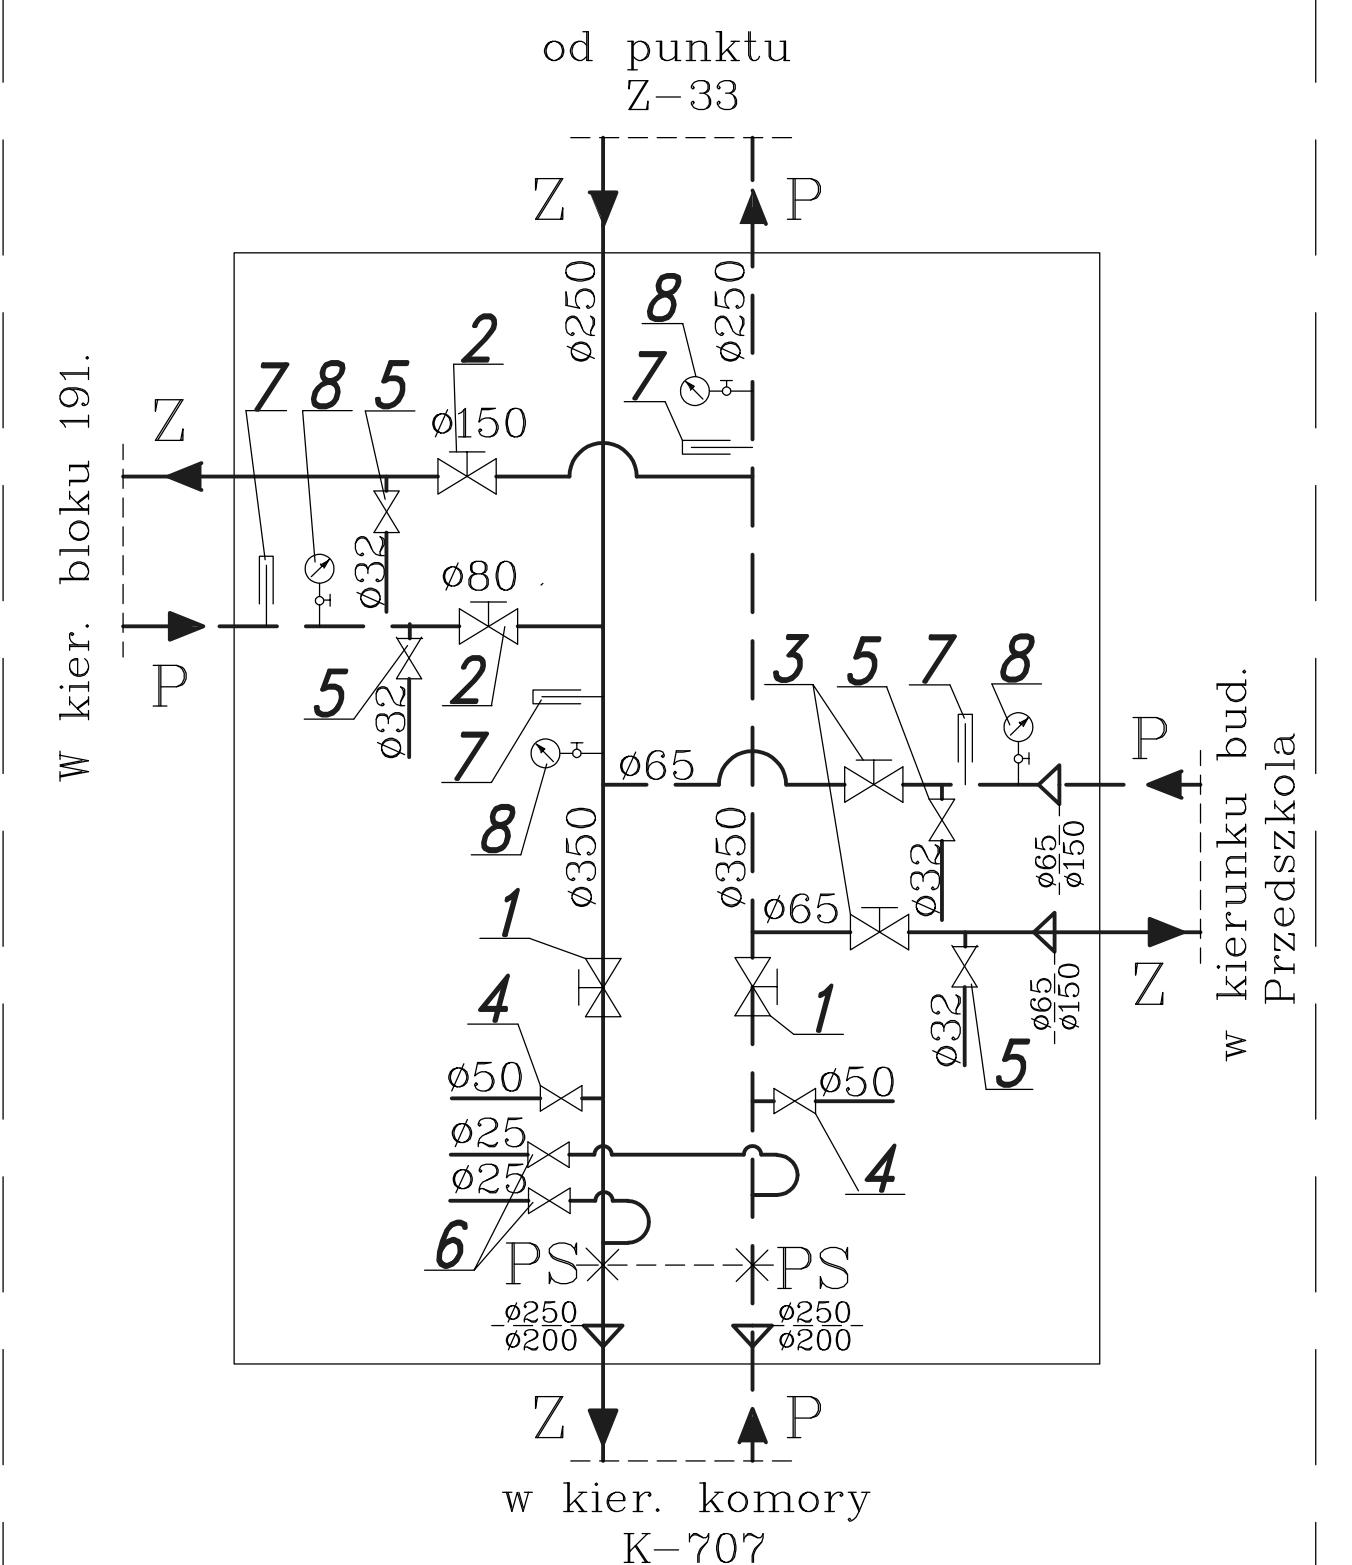 od punktu
Z-33
Z
P
ø250
ø250
8
7
2
7
8
5
ø150
Z
W kier. bloku 191.
ø32
ø80
P
5
ø32
2
7
8
3
5
7
8
P
ø65
ø350
ø350
ø32
ø65
ø150
w kierunku bud.
Przedszkola
1
ø65
Z
4
1
ø32
ø65
ø150
5
ø50
ø50
ø25
4
ø25
6
PS
PS
ø250
ø200
ø250
ø200
Z
P
w kier. komory
K-707